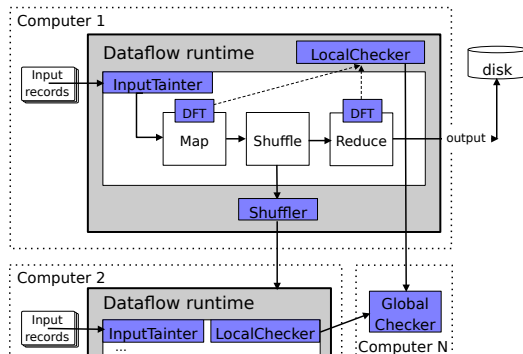 Computer 1
Dataflow runtime
LocalChecker
Input
records
InputTainter
disk
DFT
DFT
Map
Shuffle
Reduce
output
Shuffler
Computer 2
Dataflow runtime
Input
records
InputTainter
LocalChecker
...
Global
Checker
Computer N